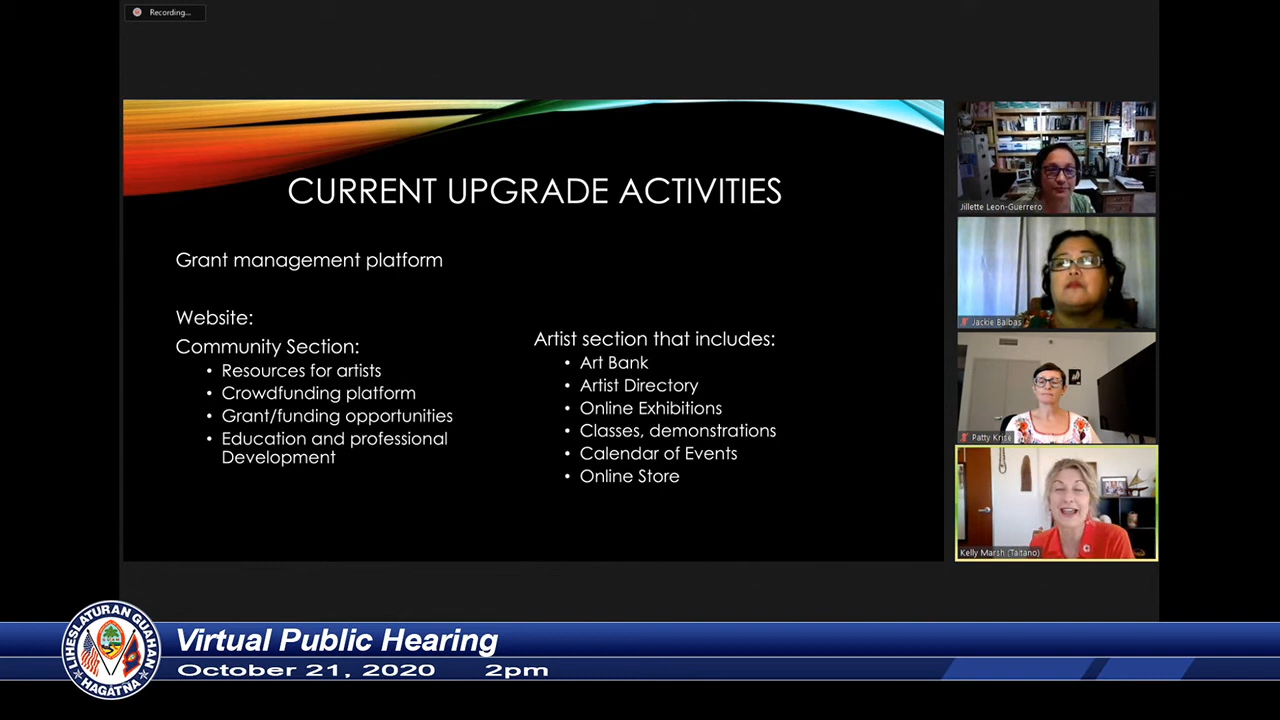 Recording...
CURRENT UPGRADE ACTIVITIES
Grant management platform
Website:
Community Section:
• Resources for artists
• Crowdfunding platform
• Grant/funding opportunities
• Education and professional
Development
Artist section that includes:
• Art Bank
• Artist Directory
• Online Exhibitions
• Classes, demonstrations
• Calendar of Events
• Online Store
Jillette Leon-Guerrero
Jackie Balbas
Patty Krise
Kelly Marsh (Taitano)
LIHESLATURAN GUAHAN
HAGÅTÑA
Virtual Public Hearing
October 21, 2020 2pm